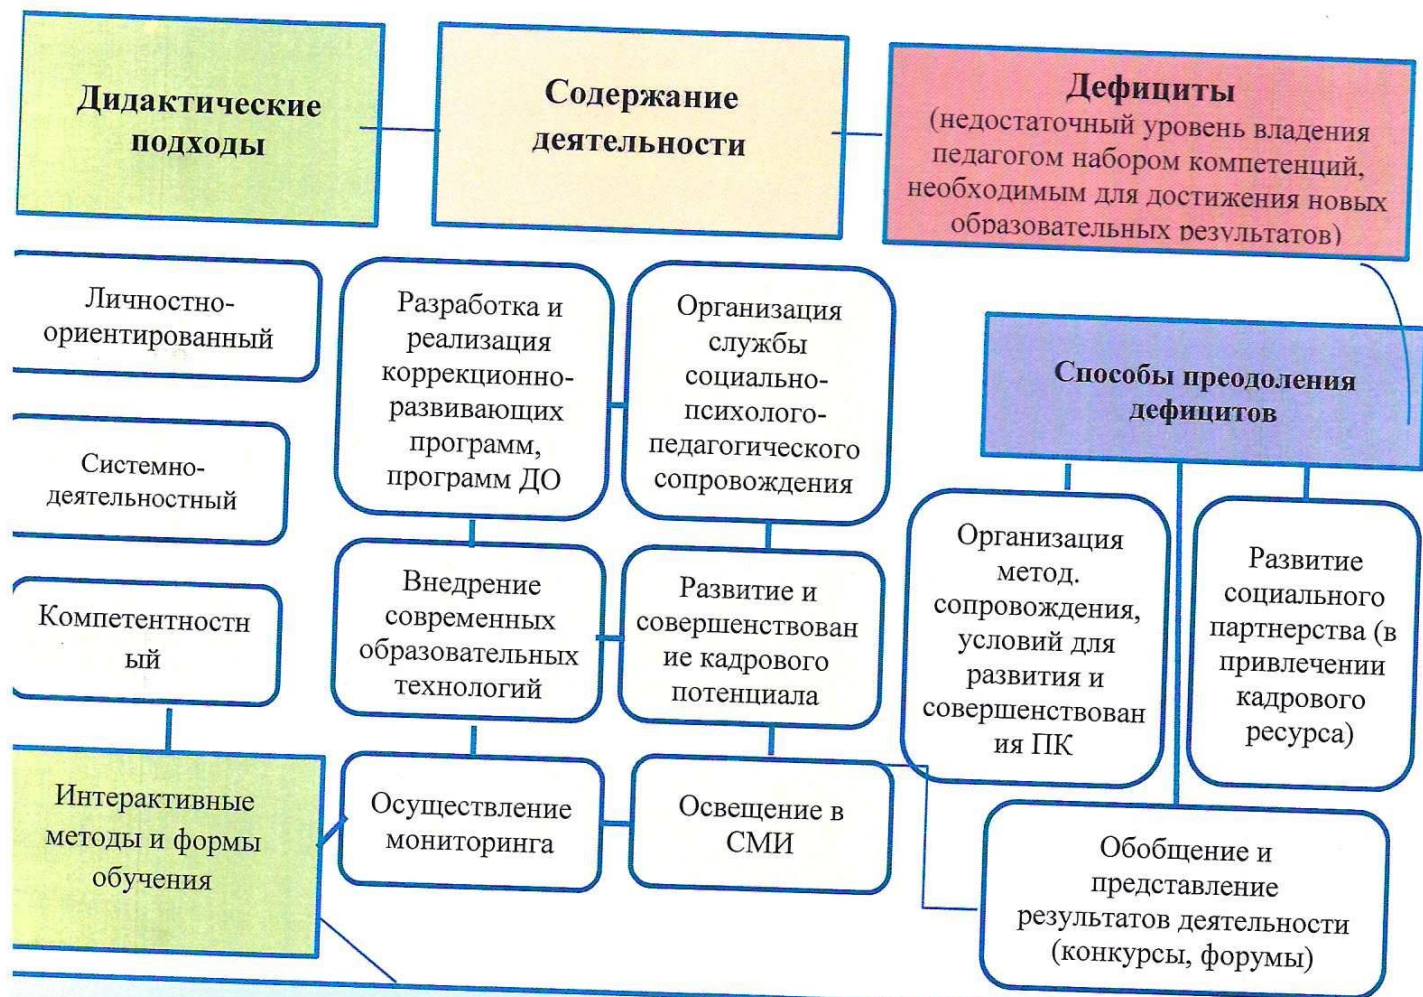 Дидактические
подходы
Содержание
деятельности
Дефициты
(недостаточный уровень владения
педагогом набором компетенций,
необходимым для достижения новых
образовательных результатов)
Личностно-
ориентированный
Системно-
деятельностный
Компетентностн
ый
Интерактивные
методы и формы
обучения
Разработка и
реализация
коррекционно-
развивающих
программ,
программ ДО
Организация
службы
социально-
психолого-
педагогического
сопровождения
Внедрение
современных
образовательных
технологий
Развитие и
совершенствован
ие кадрового
потенциала
Осуществление
мониторинга
Освещение в
СМИ
Способы преодоления
дефицитов
Организация
метод.
сопровождения,
условий для
развития и
совершенствован
ия ПК
Развитие
социального
партнерства (в
привлечении
кадрового
ресурса)
Обобщение и
представление
результатов деятельности
(конкурсы, форумы)